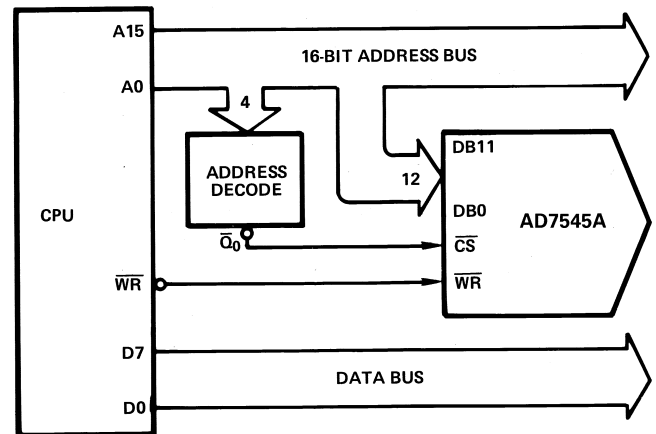 A15
16-BIT ADDRESS BUS
A0
4
DB11
ADDRESS
DECODE
12
CPU
DB0
AD7545A
Q̅0
C̅S̅
W̅R̅
W̅R̅
D7
DATA BUS
D0